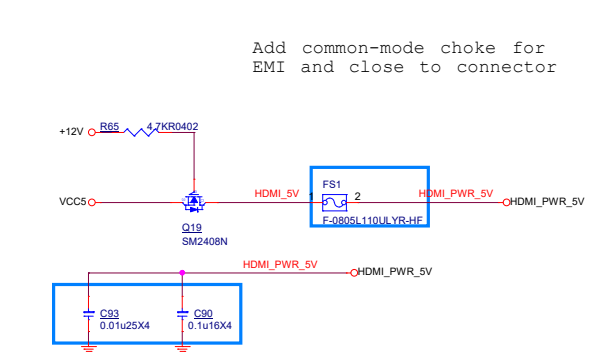 Add common-mode choke for
EMI and close to connector
+12V R65 4.7KR0402
VCC5 HDMI_5V 1 FS1 2 HDMI_PWR_5V HDMI_PWR_5V
F-0805L110ULYR-HF
Q19
SM2408N
HDMI_PWR_5V HDMI_PWR_5V
C93 C90
0.01u25X4 0.1u16X4